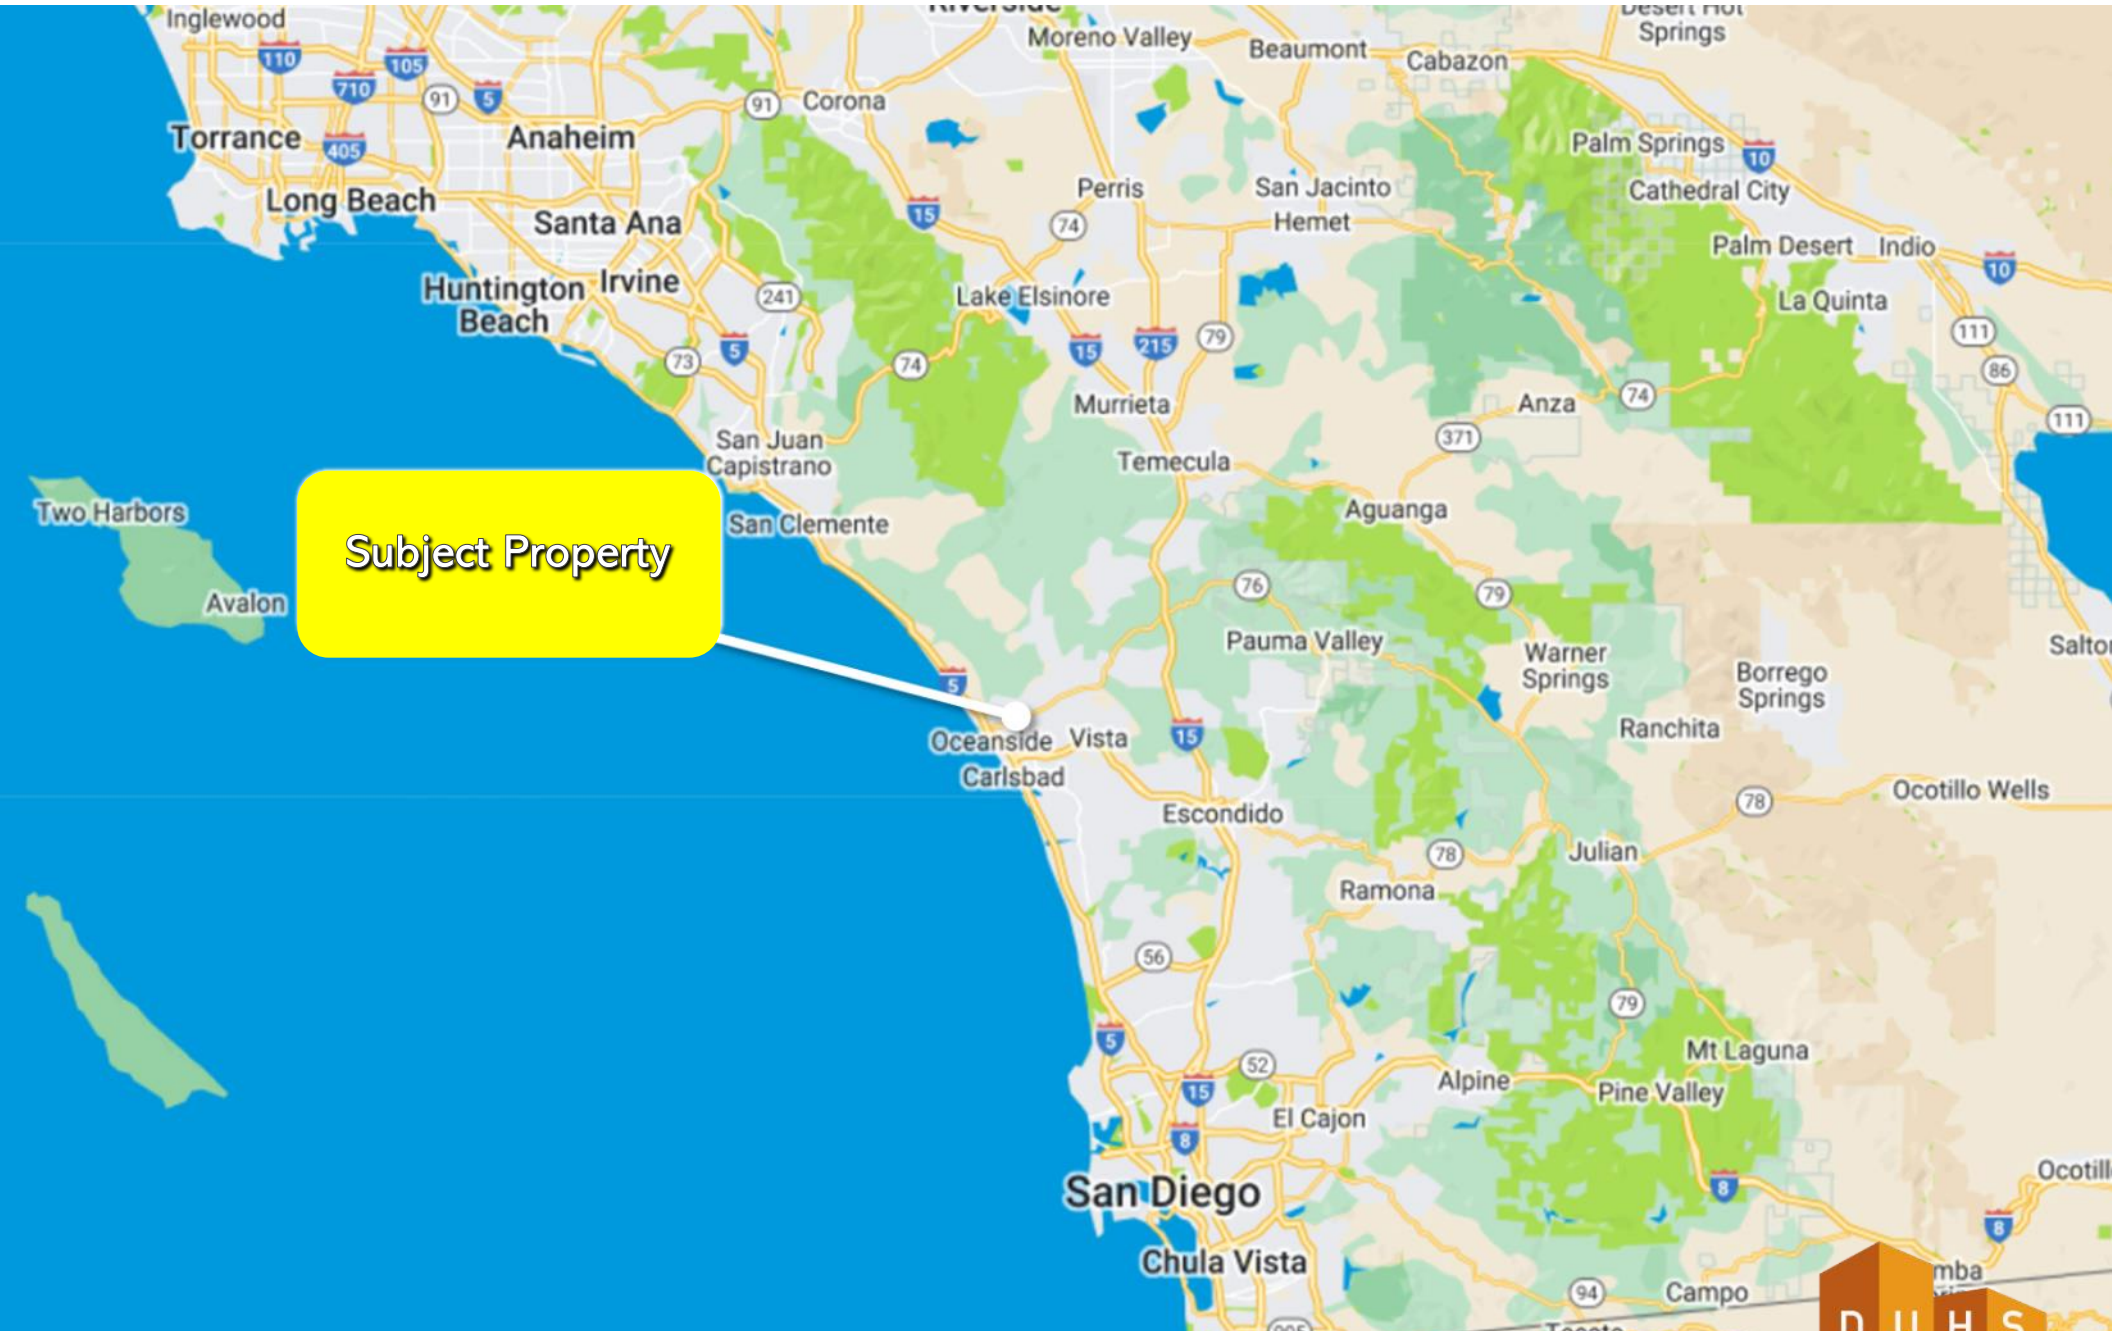 Riverside
Desert Hot
Springs
Inglewood
Moreno Valley
Beaumont
Cabazon
110
105
710
91
5
91
Corona
Torrance
405
Anaheim
Palm Springs
10
Long Beach
Santa Ana
15
Perris
74
San Jacinto
Hemet
Cathedral City
Palm Desert
Indio
10
Huntington
Beach
Irvine
241
Lake Elsinore
La Quinta
73
5
74
15
215
79
111
86
Murrieta
Anza
74
111
San Juan
Capistrano
371
Temecula
Two Harbors
Subject Property
San Clemente
Aguanga
Avalon
76
79
Pauma Valley
Warner
Springs
Borrego
Springs
5
Oceanside
Vista
15
Ranchita
Carlsbad
Escondido
78
Ocotillo Wells
78
Julian
Ramona
56
79
5
52
Mt Laguna
15
Alpine
Pine Valley
El Cajon
8
San Diego
8
8
Chula Vista
94
Campo
DUHS